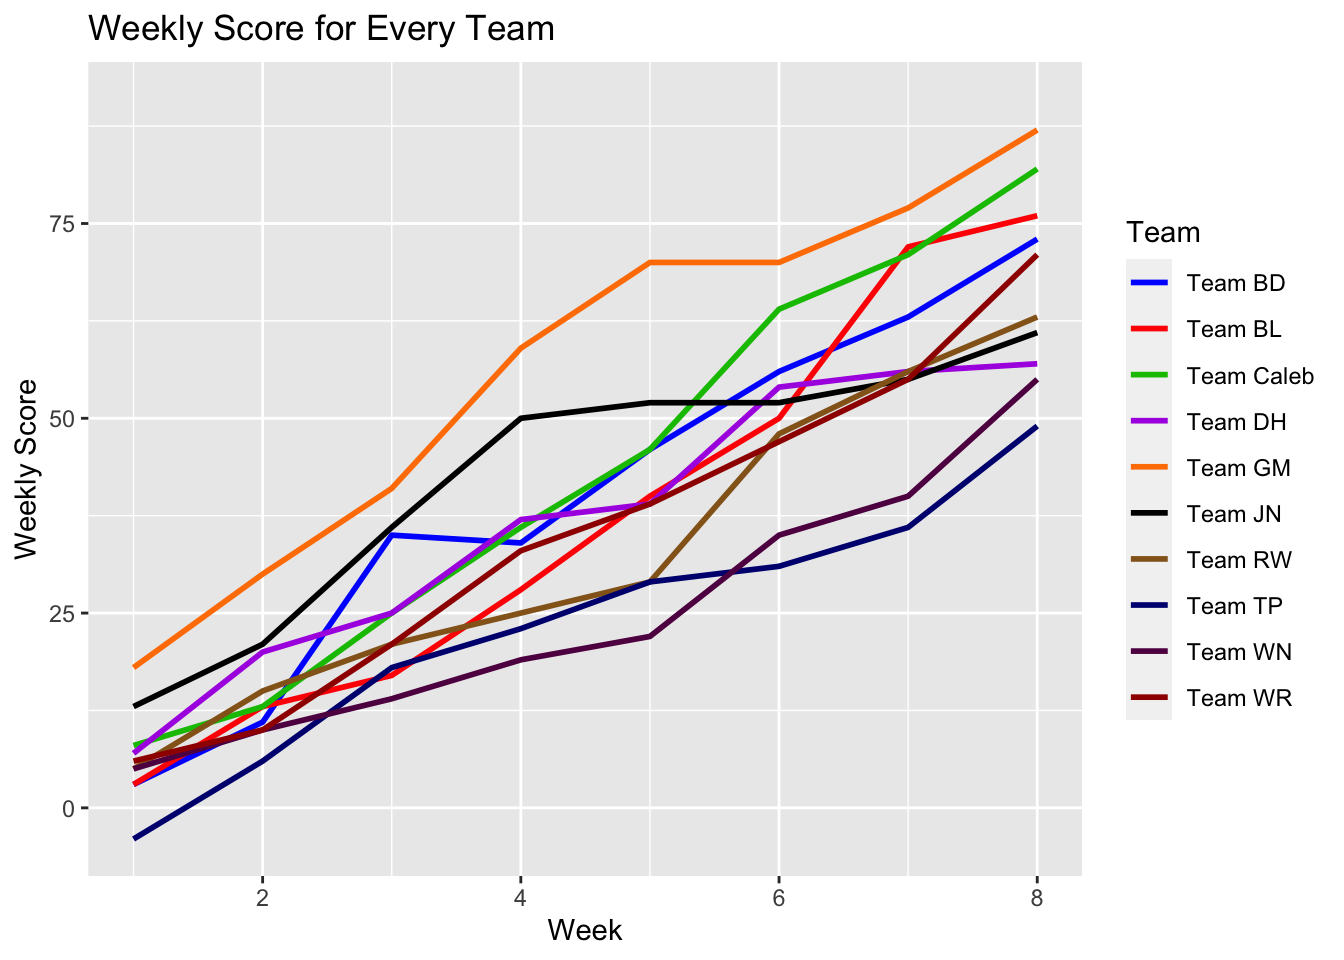 Weekly Score for Every Team
Weekly Score
75
50
25
0
2 4 6 8
Week
Team
Team BD
Team BL
Team Caleb
Team DH
Team GM
Team JN
Team RW
Team TP
Team WN
Team WR